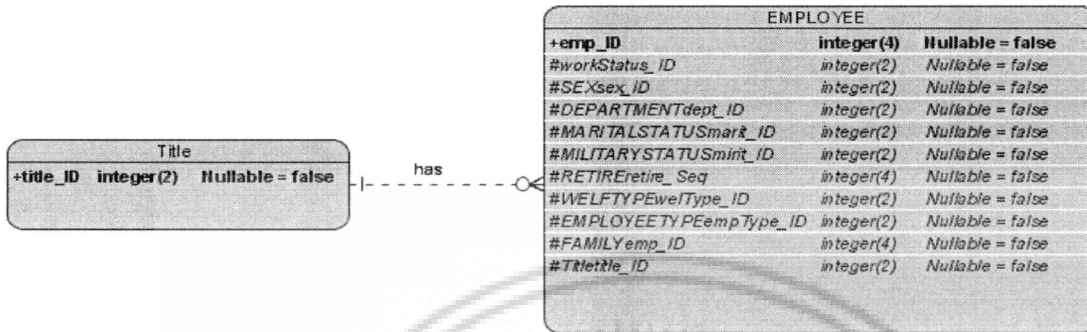 EMPLOYEE
+emp_ID integer(4) Nullable = false
#workStatus_ID integer(2) Nullable = false
#SEXsex_ID integer(2) Nullable = false
#DEPARTMENTdept_ID integer(2) Nullable = false
#MARITALSTATUSmarit_ID integer(2) Nullable = false
#MILITARYSTATUSmirit_ID integer(2) Nullable = false
#RETIREretire_Seq integer(4) Nullable = false
#WELFTYPEwelType_ID integer(2) Nullable = false
#EMPLOYEETYPEempType_ID integer(2) Nullable = false
#FAMILYemp_ID integer(4) Nullable = false
#Titletitle_ID integer(2) Nullable = false
Title
+title_ID integer(2) Nullable = false
has